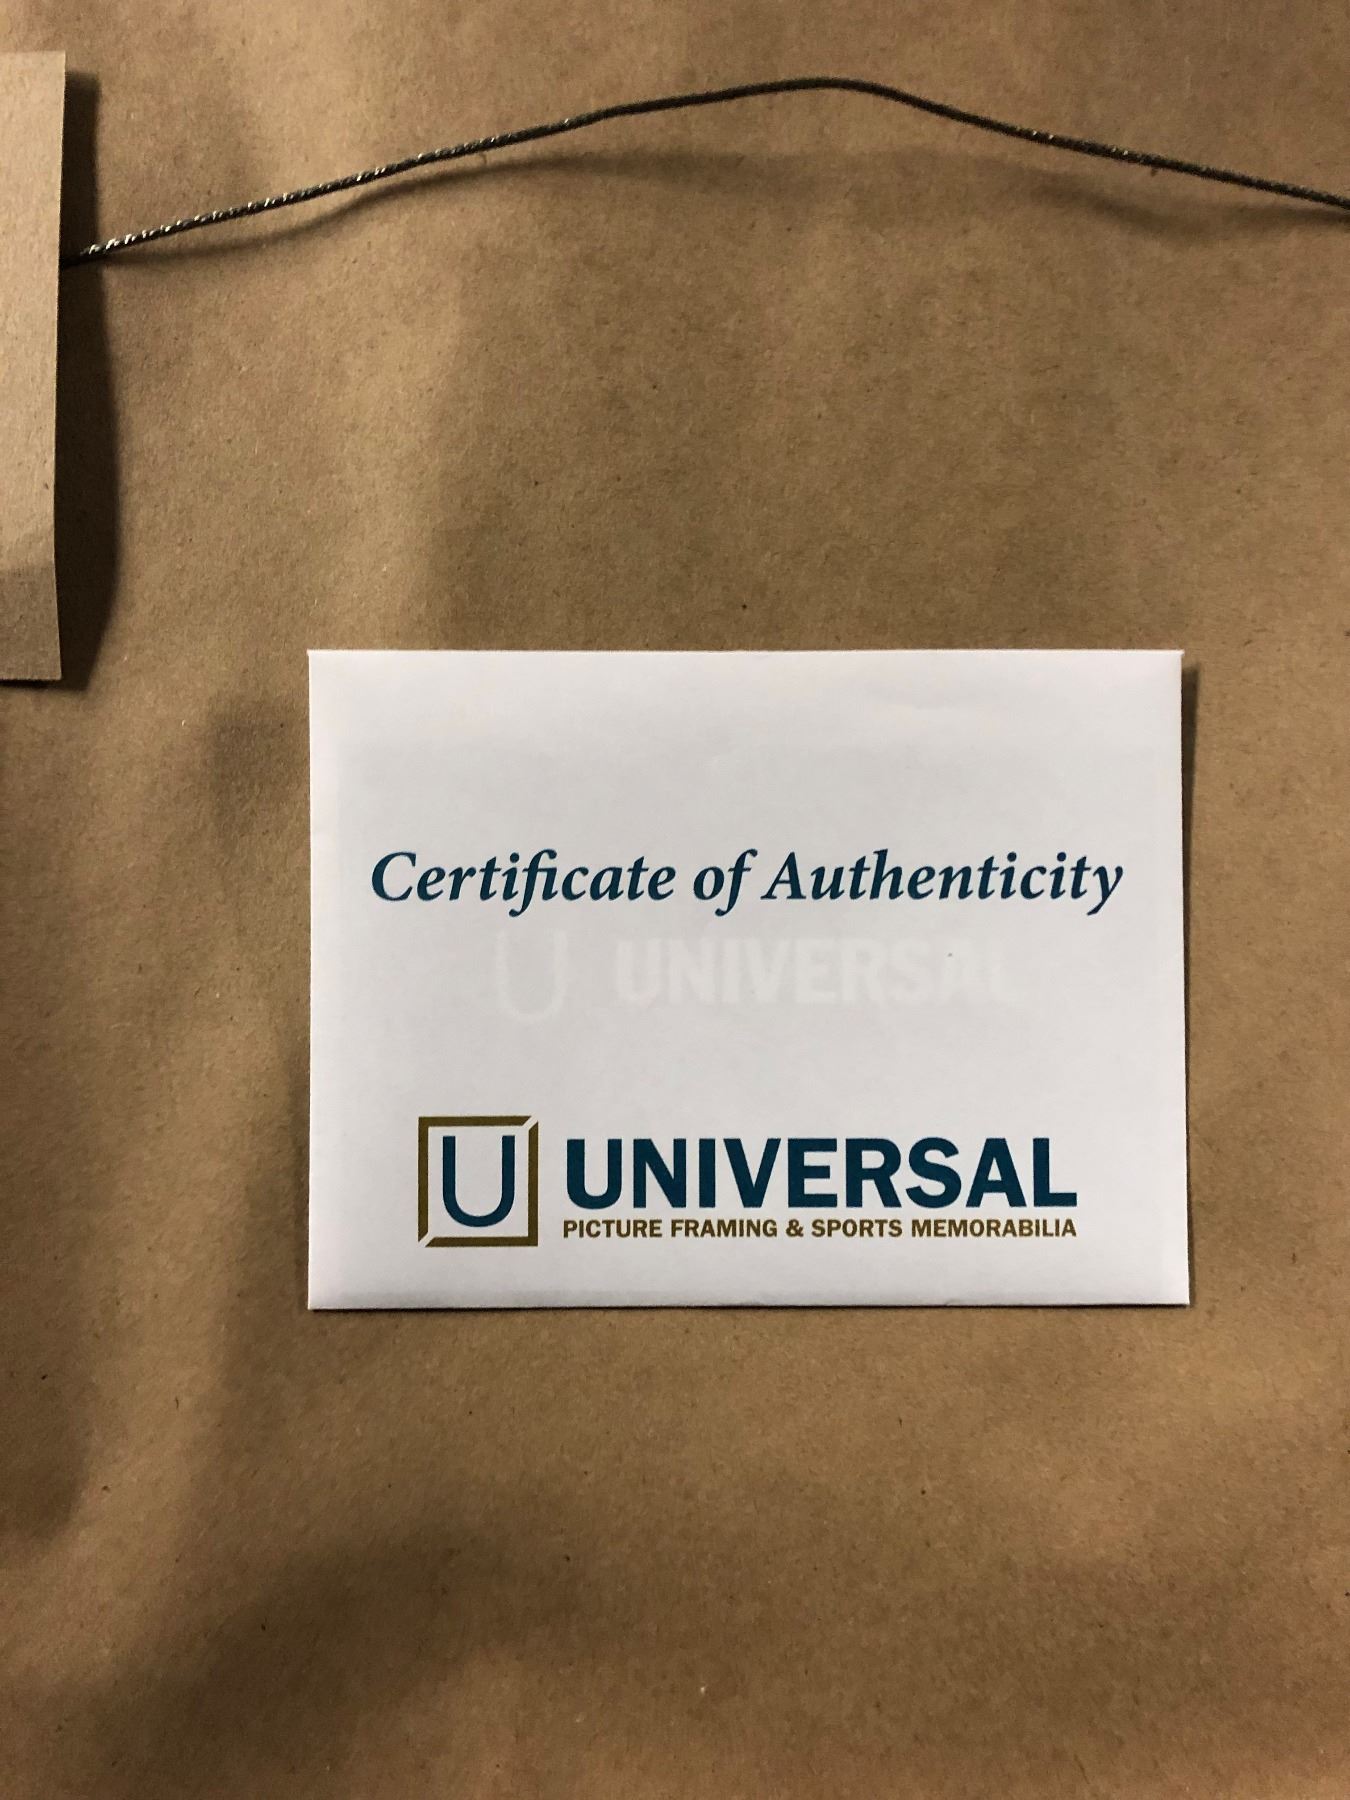 Certificate of Authenticity
U UNIVERSAL
U UNIVERSAL
PICTURE FRAMING & SPORTS MEMORABILIA